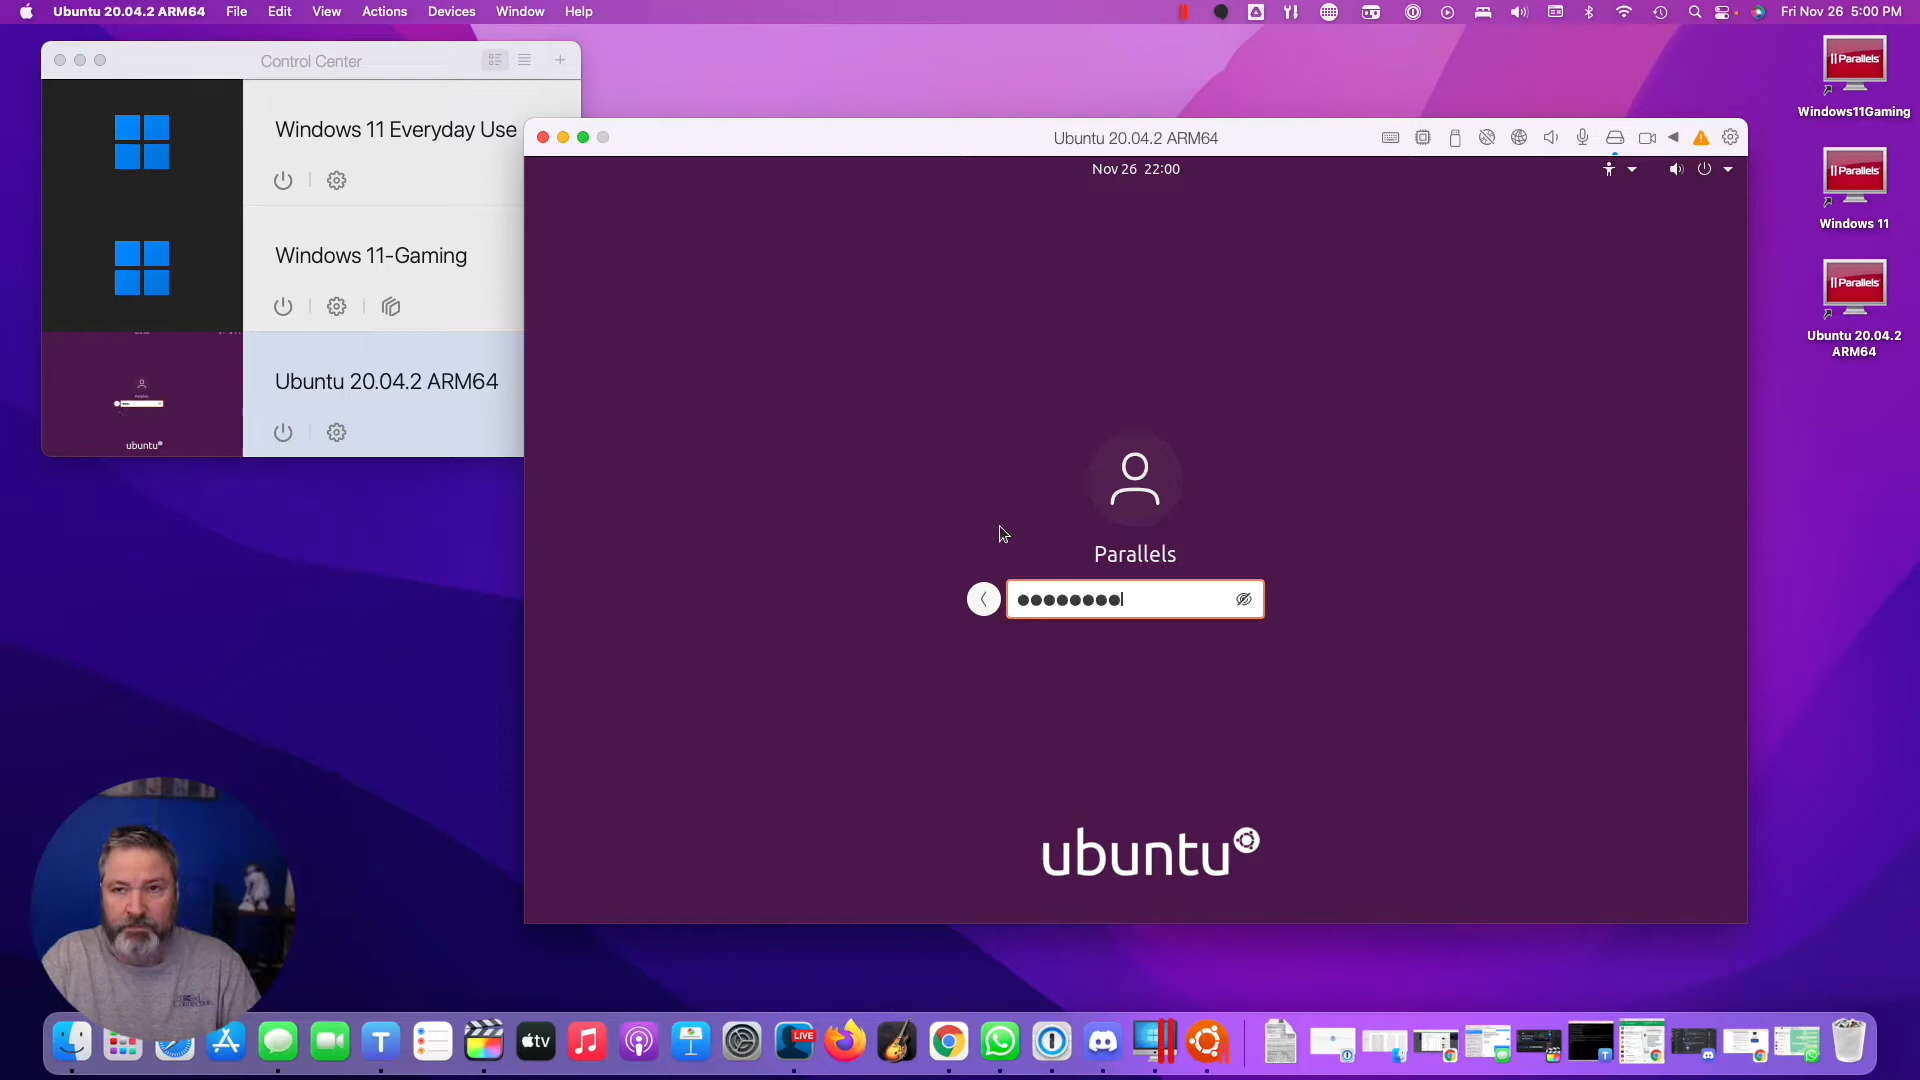 Ubuntu 20.04.2 ARM64 File Edit View Actions Devices Window Help
Fri Nov 26 5:00 PM
Control Center
Windows 11 Everyday Use
Windows 11-Gaming
Ubuntu 20.04.2 ARM64
ubuntu
Ubuntu 20.04.2 ARM64
Nov 26 22:00
Parallels
ubuntu
Parallels
Windows11Gaming
Parallels
Windows 11
Parallels
Ubuntu 20.04.2
ARM64
tv
LIVE